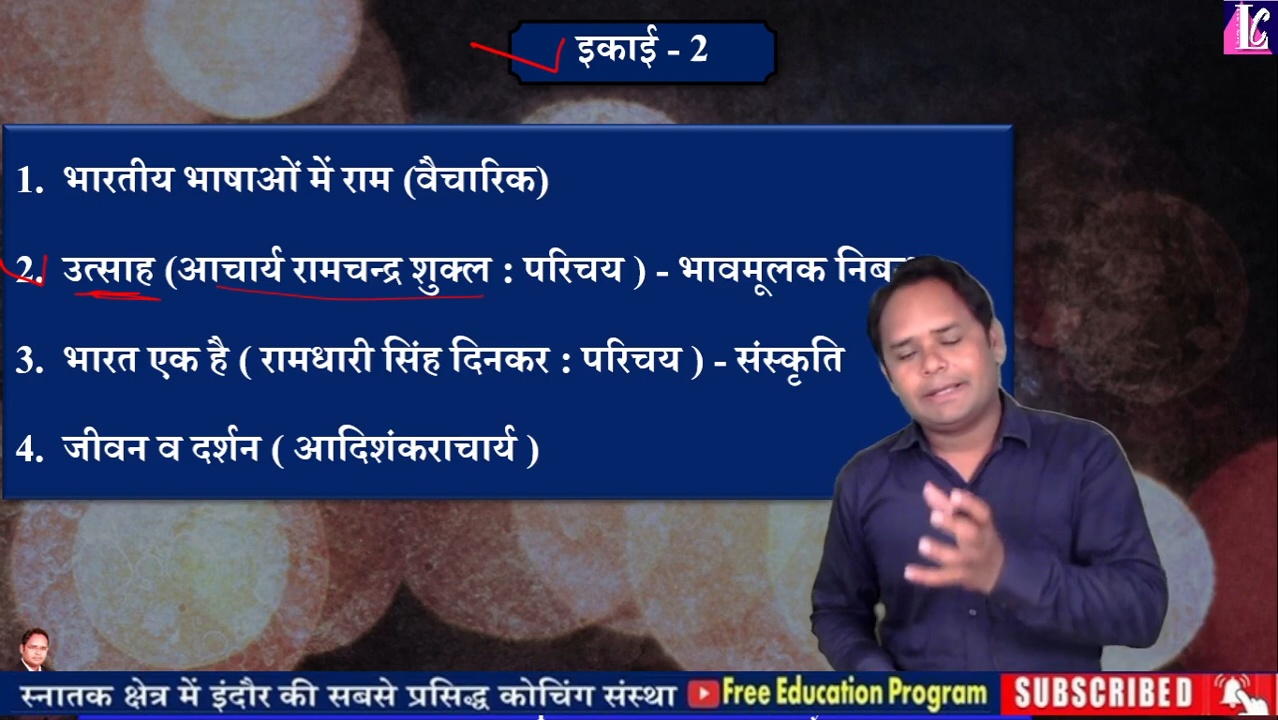 LC
इकाई - 2
1. भारतीय भाषाओं में राम (वैचारिक)
2. उत्साह (आचार्य रामचन्द्र शुक्ल : परिचय ) - भावमूलक
3. भारत एक है ( रामधारी सिंह दिनकर : परिचय ) - संस्कृति
4. जीवन व दर्शन ( आदिशंकराचार्य )
स्नातक क्षेत्र में इंदौर की सबसे प्रसिद्ध कोचिंग संस्था Free Education Program SUBSCRIBED